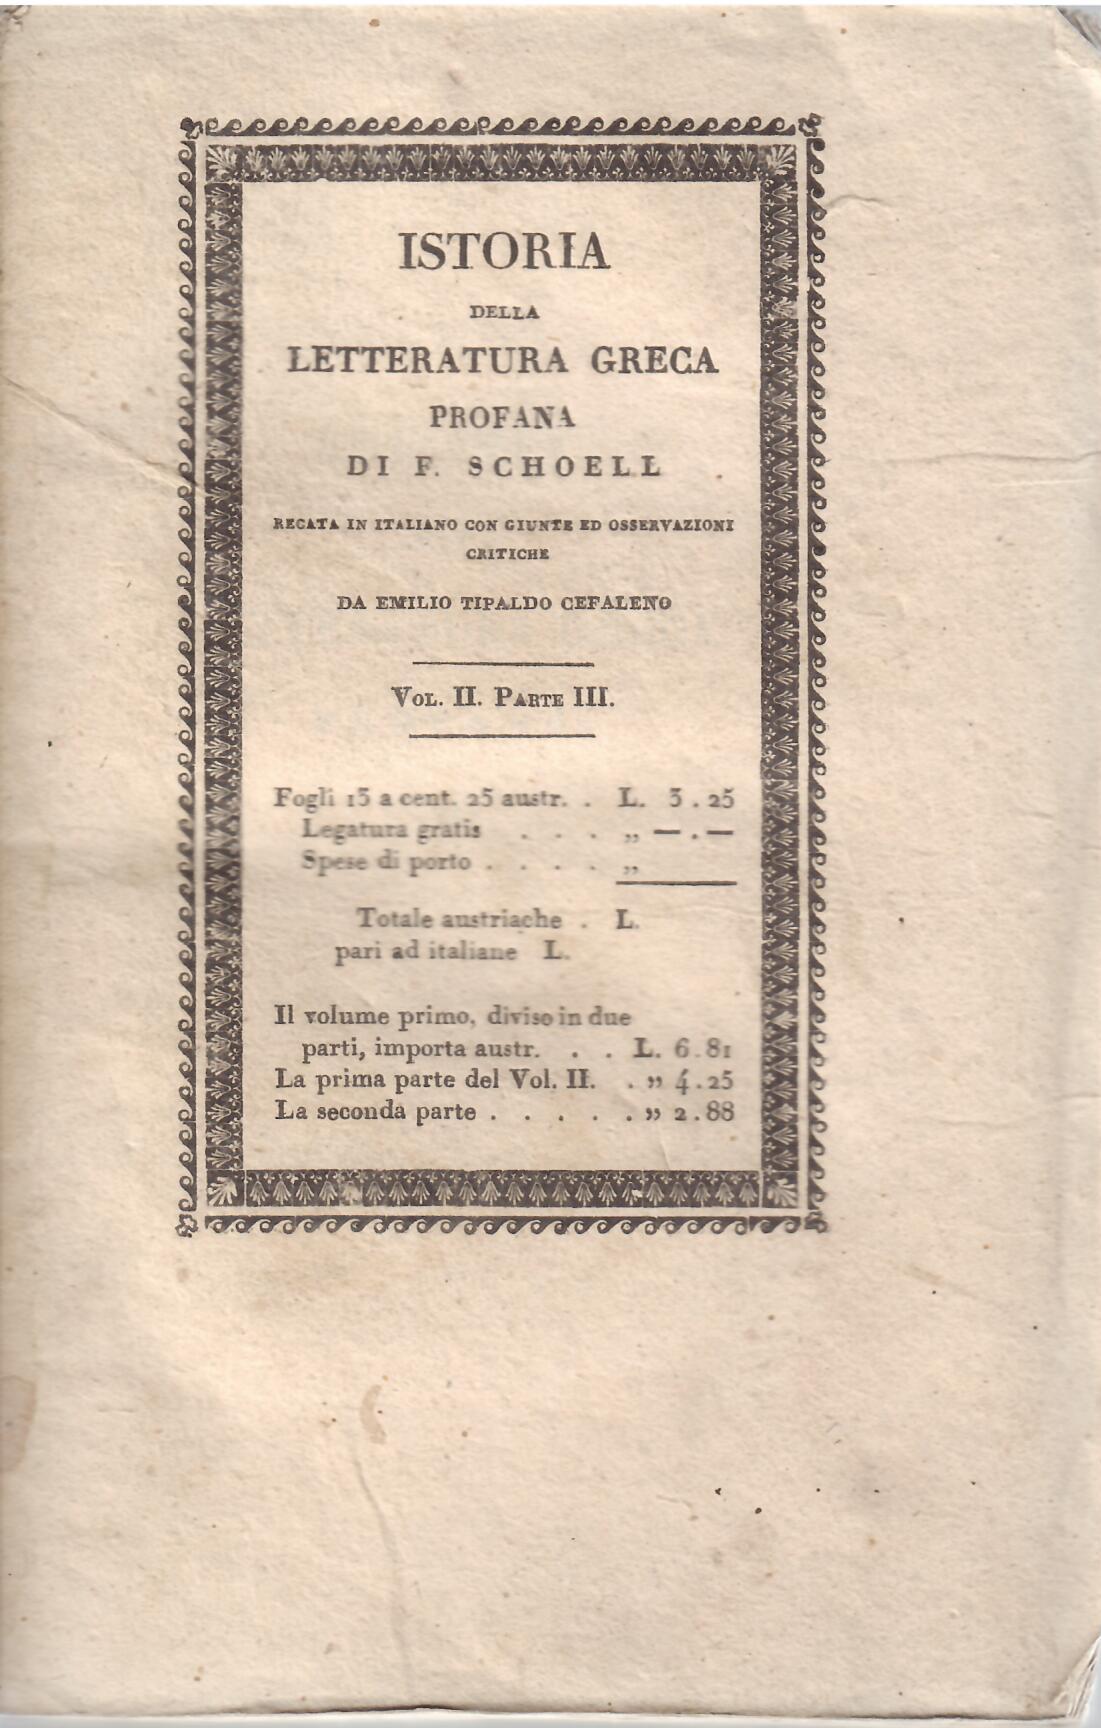 ISTORIA
DELLA
LETTERATURA GRECA
PROFANA
DI F. SCHOELL
RECATA IN ITALIANO CON GIUNTE ED OSSERVAZIONI
CRITICHE
DA EMILIO TIPALDO CEFALENO
VOL. II. PARTE III.
Fogli 13 a cent. 25 austr. . L. 3 . 25
Legatura gratis . . . „ — . —
Spese di porto . . . . „
Totale austriache . L.
pari ad italiane L.
Il volume primo, diviso in due
parti, importa austr. . . L. 6.81
La prima parte del Vol. II. . „ 4.25
La seconda parte . . . . . „ 2.88